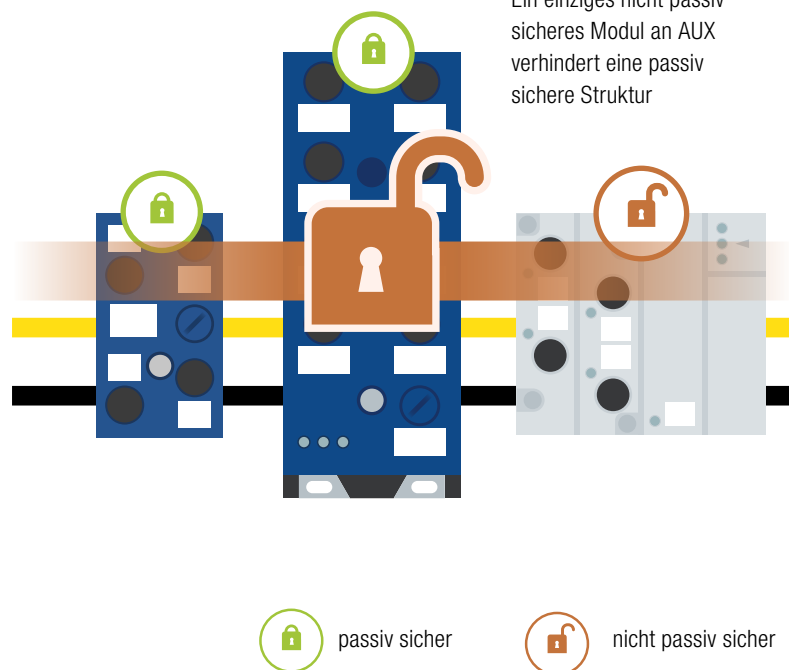 Ein einziges nicht passiv
sicheres Modul an AUX
verhindert eine passiv
sichere Struktur
passiv sicher
nicht passiv sicher